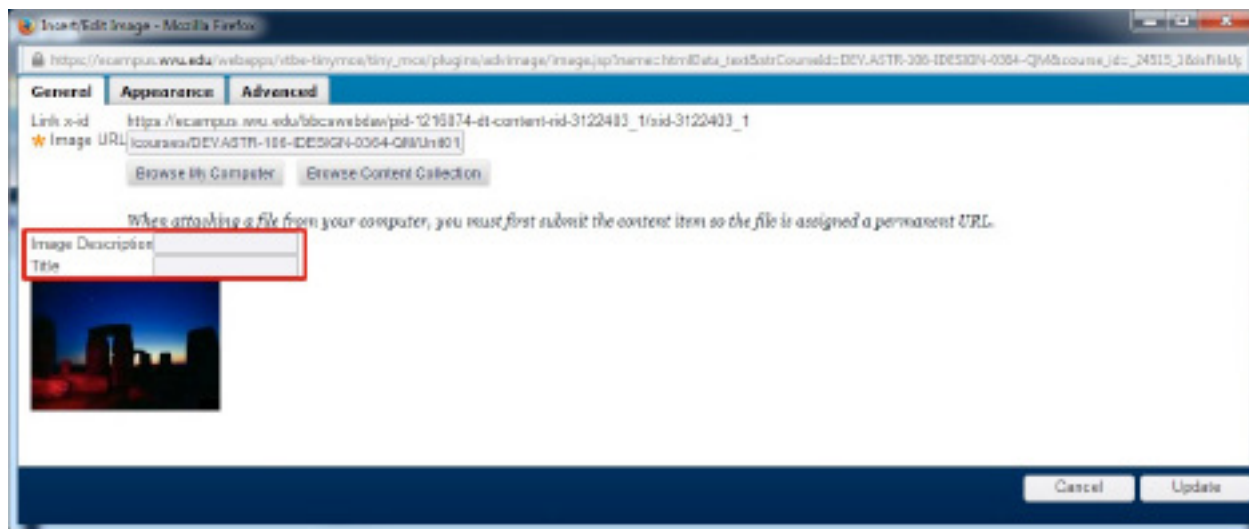 Insert/Edit Image - Mozilla Firefox
https://ecampus.wvu.edu/webapps/vtbe-tinymce/tiny_mce/plugins/advimage/image.jsp?name=htmlData_text&strCourseId=DEV.ASTR-106-IDESIGN-0364-QM&course_id=_24515_1&isFileUp
General Appearance Advanced
Link x-id https://ecampus.wvu.edu/bbcswebdav/pid-1216874-dt-content-rid-3122403_1/xid-3122403_1
Image URL /courses/DEV.ASTR-106-IDESIGN-0364-QM/Unit01
Browse My Computer Browse Content Collection
When attaching a file from your computer, you must first submit the content item so the file is assigned a permanent URL.
Image Description
Title
Cancel Update